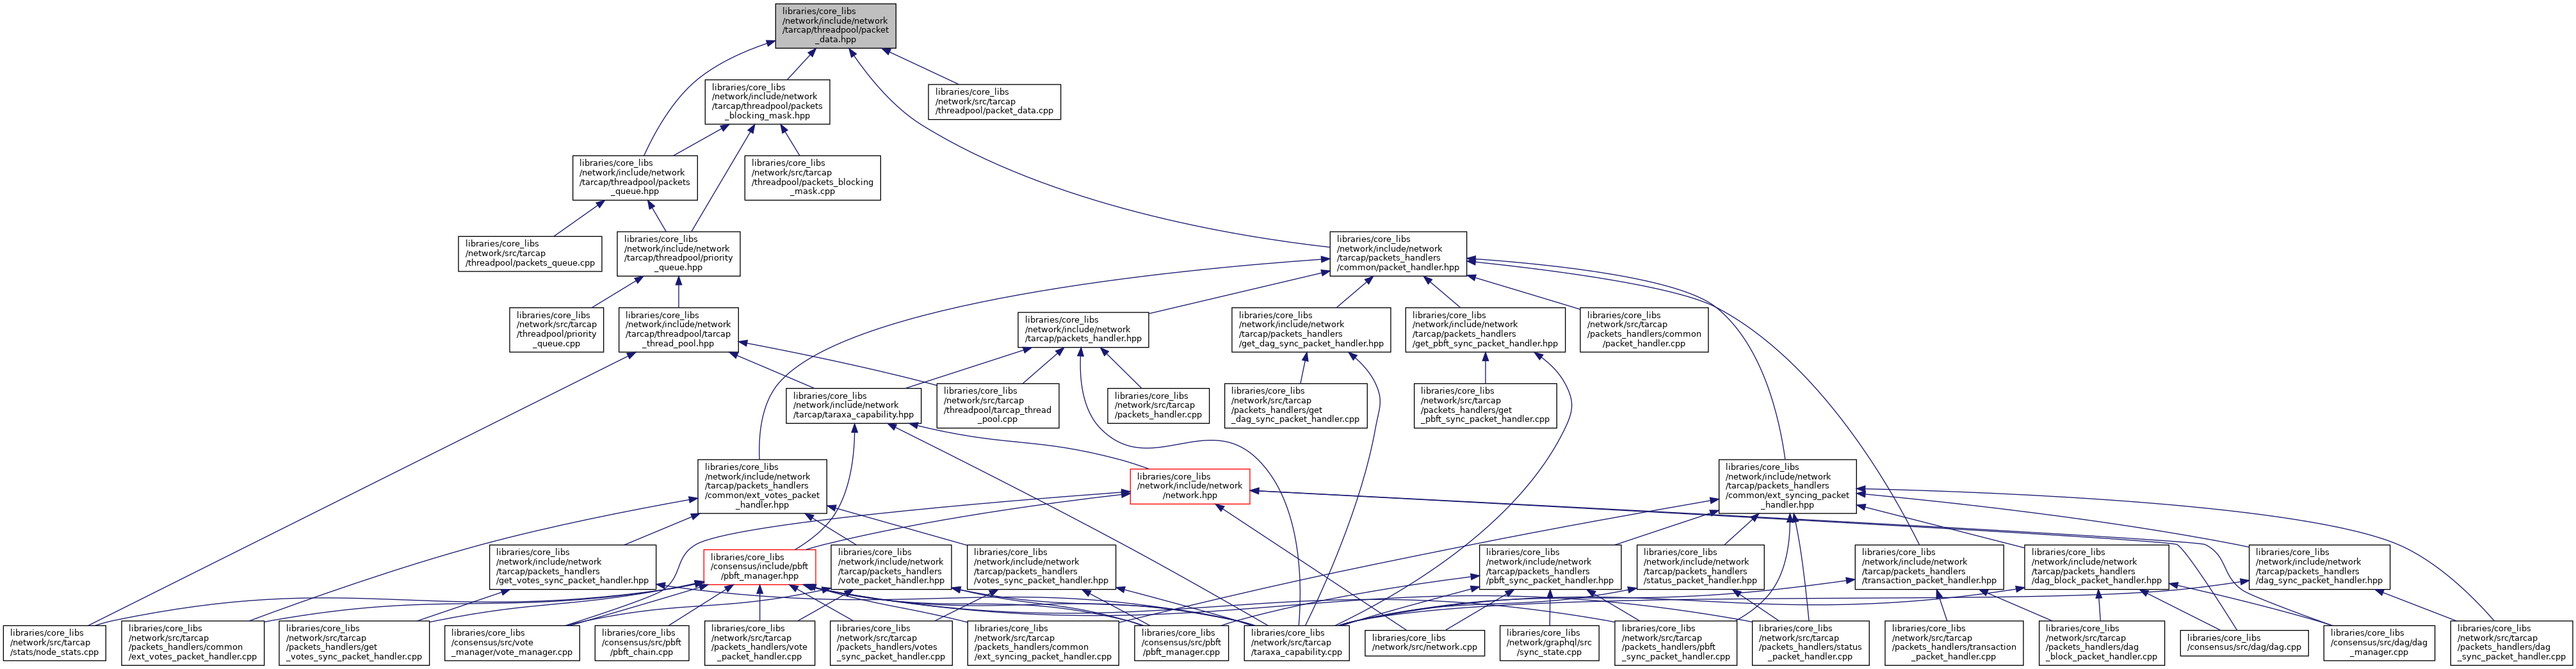 libraries/core_libs
/network/include/network
/tarcap/threadpool/packet
_data.hpp
libraries/core_libs
/network/include/network
/tarcap/threadpool/packets
_blocking_mask.hpp
libraries/core_libs
/network/src/tarcap
/threadpool/packet_data.cpp
libraries/core_libs
/network/include/network
/tarcap/threadpool/packets
_queue.hpp
libraries/core_libs
/network/src/tarcap
/threadpool/packets_blocking
_mask.cpp
libraries/core_libs
/network/src/tarcap
/threadpool/packets_queue.cpp
libraries/core_libs
/network/include/network
/tarcap/threadpool/priority
_queue.hpp
libraries/core_libs
/network/include/network
/tarcap/packets_handlers
/common/packet_handler.hpp
libraries/core_libs
/network/src/tarcap
/threadpool/priority
_queue.cpp
libraries/core_libs
/network/include/network
/tarcap/threadpool/tarcap
_thread_pool.hpp
libraries/core_libs
/network/include/network
/tarcap/packets_handler.hpp
libraries/core_libs
/network/include/network
/tarcap/packets_handlers
/get_dag_sync_packet_handler.hpp
libraries/core_libs
/network/include/network
/tarcap/packets_handlers
/get_pbft_sync_packet_handler.hpp
libraries/core_libs
/network/src/tarcap
/packets_handlers/common
/packet_handler.cpp
libraries/core_libs
/network/include/network
/tarcap/taraxa_capability.hpp
libraries/core_libs
/network/src/tarcap
/threadpool/tarcap_thread
_pool.cpp
libraries/core_libs
/network/src/tarcap
/packets_handler.cpp
libraries/core_libs
/network/src/tarcap
/packets_handlers/get
_dag_sync_packet_handler.cpp
libraries/core_libs
/network/src/tarcap
/packets_handlers/get
_pbft_sync_packet_handler.cpp
libraries/core_libs
/network/include/network
/tarcap/packets_handlers
/common/ext_votes_packet
_handler.hpp
libraries/core_libs
/network/include/network
/network.hpp
libraries/core_libs
/network/include/network
/tarcap/packets_handlers
/common/ext_syncing_packet
_handler.hpp
libraries/core_libs
/network/include/network
/tarcap/packets_handlers
/get_votes_sync_packet_handler.hpp
libraries/core_libs
/consensus/include/pbft
/pbft_manager.hpp
libraries/core_libs
/network/include/network
/tarcap/packets_handlers
/vote_packet_handler.hpp
libraries/core_libs
/network/include/network
/tarcap/packets_handlers
/votes_sync_packet_handler.hpp
libraries/core_libs
/network/include/network
/tarcap/packets_handlers
/pbft_sync_packet_handler.hpp
libraries/core_libs
/network/include/network
/tarcap/packets_handlers
/status_packet_handler.hpp
libraries/core_libs
/network/include/network
/tarcap/packets_handlers
/transaction_packet_handler.hpp
libraries/core_libs
/network/include/network
/tarcap/packets_handlers
/dag_block_packet_handler.hpp
libraries/core_libs
/network/include/network
/tarcap/packets_handlers
/dag_sync_packet_handler.hpp
libraries/core_libs
/network/src/tarcap
/stats/node_stats.cpp
libraries/core_libs
/network/src/tarcap
/packets_handlers/common
/ext_votes_packet_handler.cpp
libraries/core_libs
/network/src/tarcap
/packets_handlers/get
_votes_sync_packet_handler.cpp
libraries/core_libs
/consensus/src/vote
_manager/vote_manager.cpp
libraries/core_libs
/consensus/src/pbft
/pbft_chain.cpp
libraries/core_libs
/network/src/tarcap
/packets_handlers/vote
_packet_handler.cpp
libraries/core_libs
/network/src/tarcap
/packets_handlers/votes
_sync_packet_handler.cpp
libraries/core_libs
/network/src/tarcap
/packets_handlers/common
/ext_syncing_packet_handler.cpp
libraries/core_libs
/consensus/src/pbft
/pbft_manager.cpp
libraries/core_libs
/network/src/tarcap
/taraxa_capability.cpp
libraries/core_libs
/network/src/network.cpp
libraries/core_libs
/network/graphql/src
/sync_state.cpp
libraries/core_libs
/network/src/tarcap
/packets_handlers/pbft
_sync_packet_handler.cpp
libraries/core_libs
/network/src/tarcap
/packets_handlers/status
_packet_handler.cpp
libraries/core_libs
/network/src/tarcap
/packets_handlers/transaction
_packet_handler.cpp
libraries/core_libs
/network/src/tarcap
/packets_handlers/dag
_block_packet_handler.cpp
libraries/core_libs
/consensus/src/dag/dag.cpp
libraries/core_libs
/consensus/src/dag/dag
_manager.cpp
libraries/core_libs
/network/src/tarcap
/packets_handlers/dag
_sync_packet_handler.cpp